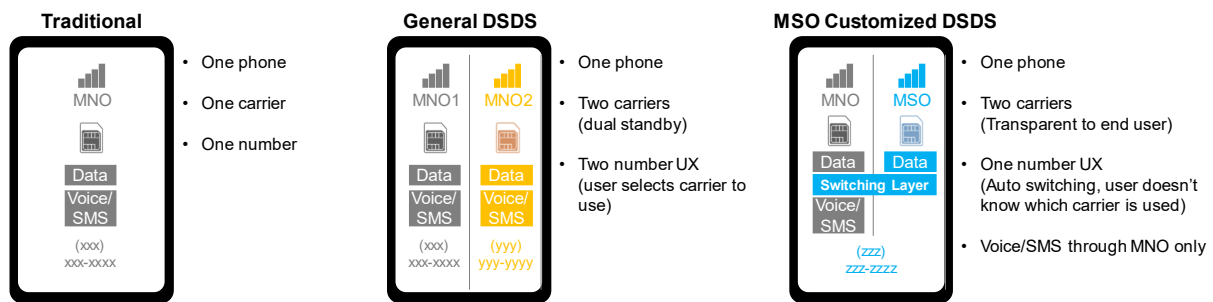 Traditional
MNO
Data
Voice/
SMS
(xxx)
xxx-xxxx
• One phone
• One carrier
• One number
General DSDS
MNO1 MNO2
Data Data
Voice/ Voice/
SMS SMS
(xxx) (yyy)
xxx-xxxx yyy-yyyy
• One phone
• Two carriers
(dual standby)
• Two number UX
(user selects carrier to
use)
MSO Customized DSDS
MNO MSO
Data Data
Switching Layer
Voice/
SMS
(zzz)
zzz-zzzz
• One phone
• Two carriers
(Transparent to end user)
• One number UX
(Auto switching, user doesn’t
know which carrier is used)
• Voice/SMS through MNO only